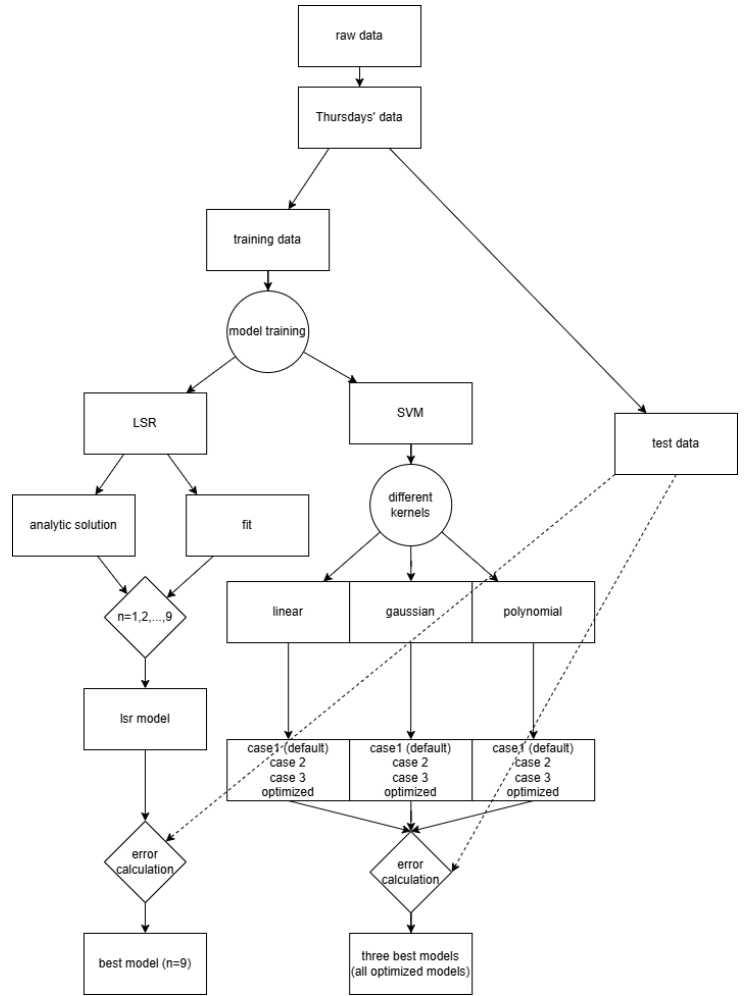 raw data
Thursdays' data
training data
model training
LSR
SVM
test data
analytic solution
fit
different
kernels
n=1,2,...,9
linear
gaussian
polynomial
lsr model
case1 (default)
case 2
case 3
optimized
case1 (default)
case 2
case 3
optimized
case1 (default)
case 2
case 3
optimized
error
calculation
error
calculation
best model (n=9)
three best models
(all optimized models)